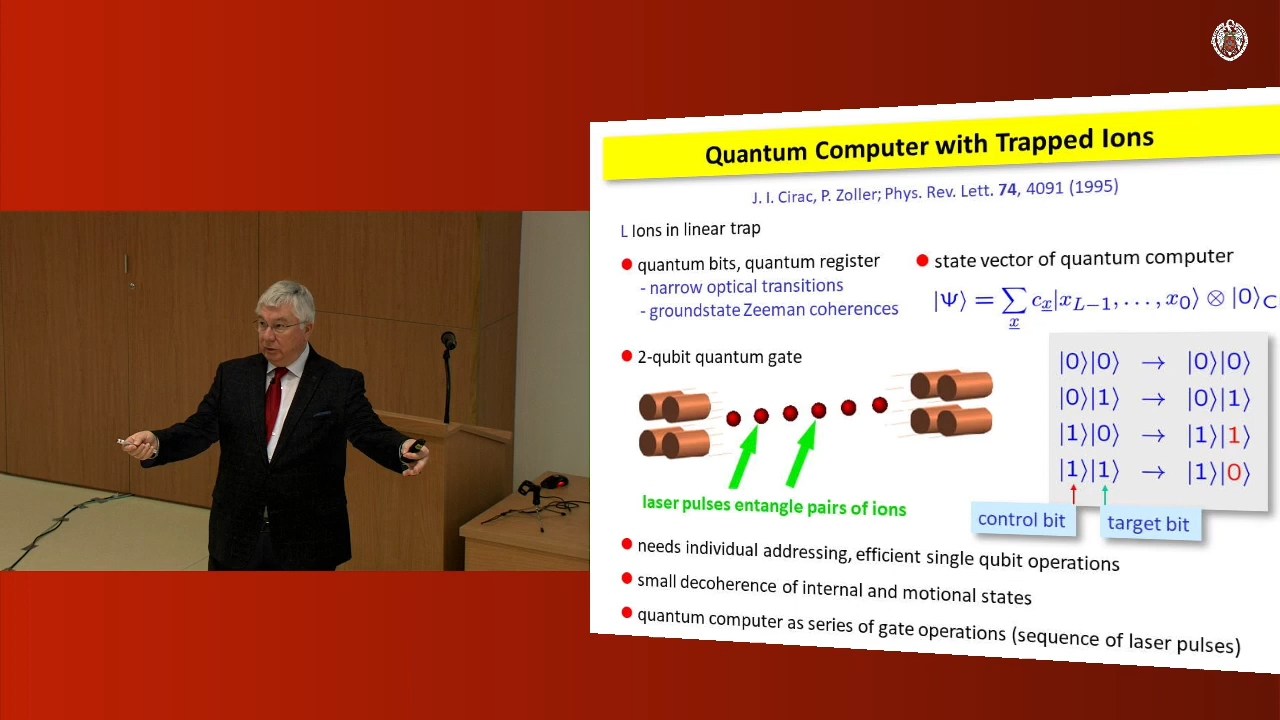 Quantum Computer with Trapped Ions
J. I. Cirac, P. Zoller; Phys. Rev. Lett. 74, 4091 (1995)
L Ions in linear trap
● quantum bits, quantum register
- narrow optical transitions
- groundstate Zeeman coherences
● state vector of quantum computer
|Ψ⟩ = ∑x cx|xL−1, . . . , x0⟩ ⊗ |0⟩C
● 2-qubit quantum gate
|0⟩|0⟩ → |0⟩|0⟩
|0⟩|1⟩ → |0⟩|1⟩
|1⟩|0⟩ → |1⟩|1⟩
|1⟩|1⟩ → |1⟩|0⟩
control bit
target bit
laser pulses entangle pairs of ions
● needs individual addressing, efficient single qubit operations
● small decoherence of internal and motional states
● quantum computer as series of gate operations (sequence of laser pulses)